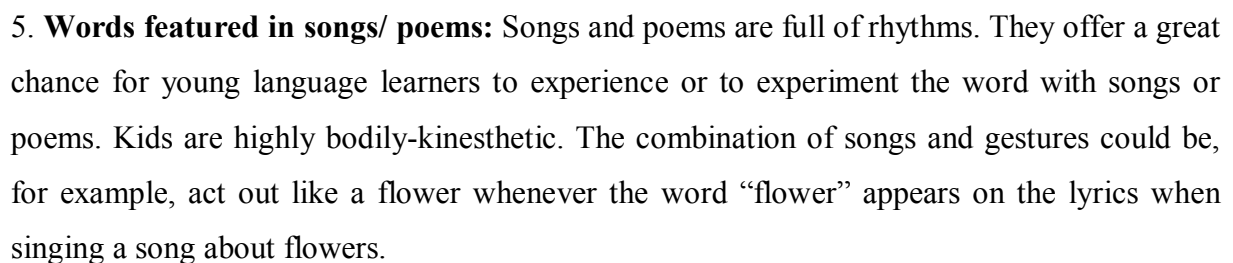 5. Words featured in songs/ poems: Songs and poems are full of rhythms. They offer a great
chance for young language learners to experience or to experiment the word with songs or
poems. Kids are highly bodily-kinesthetic. The combination of songs and gestures could be,
for example, act out like a flower whenever the word “flower” appears on the lyrics when
singing a song about flowers.